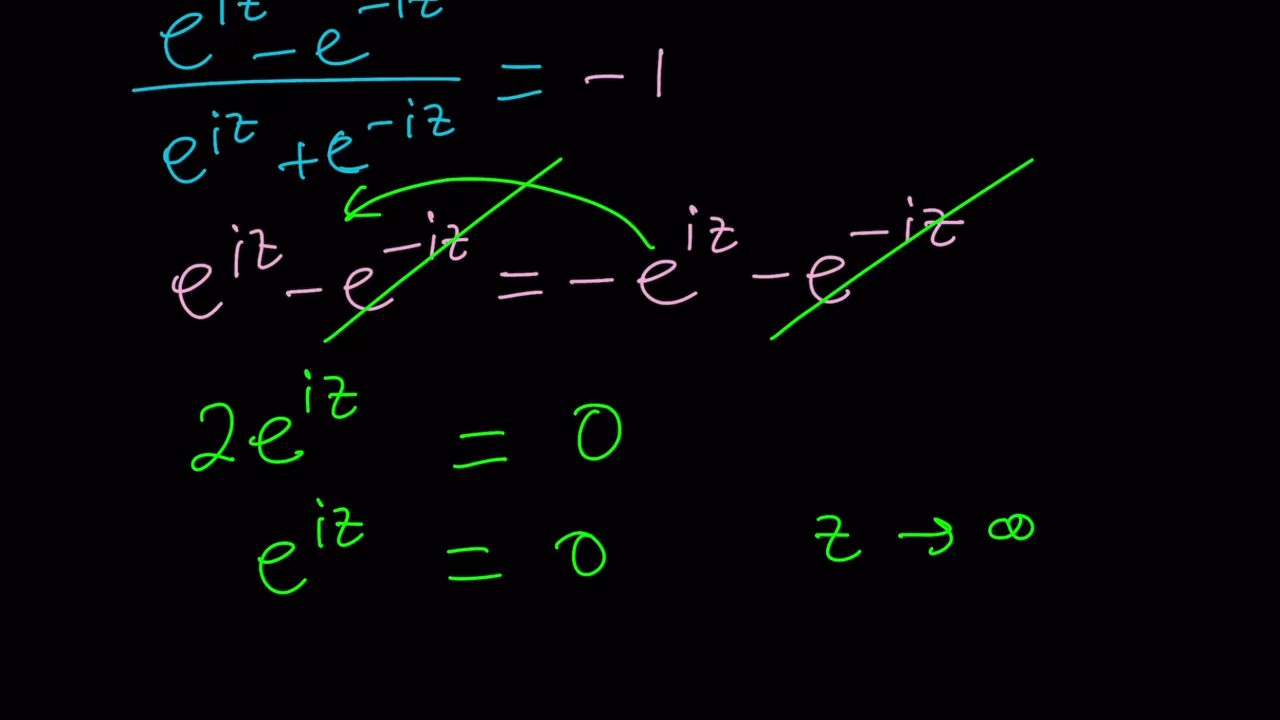 e^{iz} - e^{-iz}
e^{iz} + e^{-iz} = -1
e^{iz} - e^{-iz} = -e^{iz} - e^{-iz}
2e^{iz} = 0
e^{iz} = 0 z → ∞